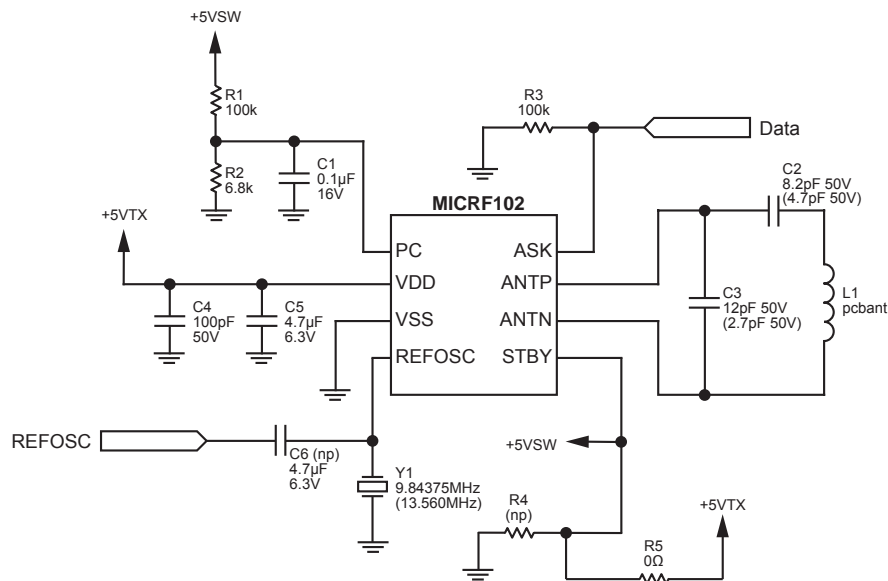 +5VSW
R1
100k
R2
6.8k
C1
0.1µF
16V
R3
100k
Data
C2
8.2pF 50V
(4.7pF 50V)
+5VTX
MICRF102
PC
VDD
VSS
REFOSC
ASK
ANTP
ANTN
STBY
C4
100pF
50V
C5
4.7µF
6.3V
C3
12pF 50V
(2.7pF 50V)
L1
pcbant
REFOSC
C6 (np)
4.7µF
6.3V
Y1
9.84375MHz
(13.560MHz)
+5VSW
R4
(np)
+5VTX
R5
0Ω